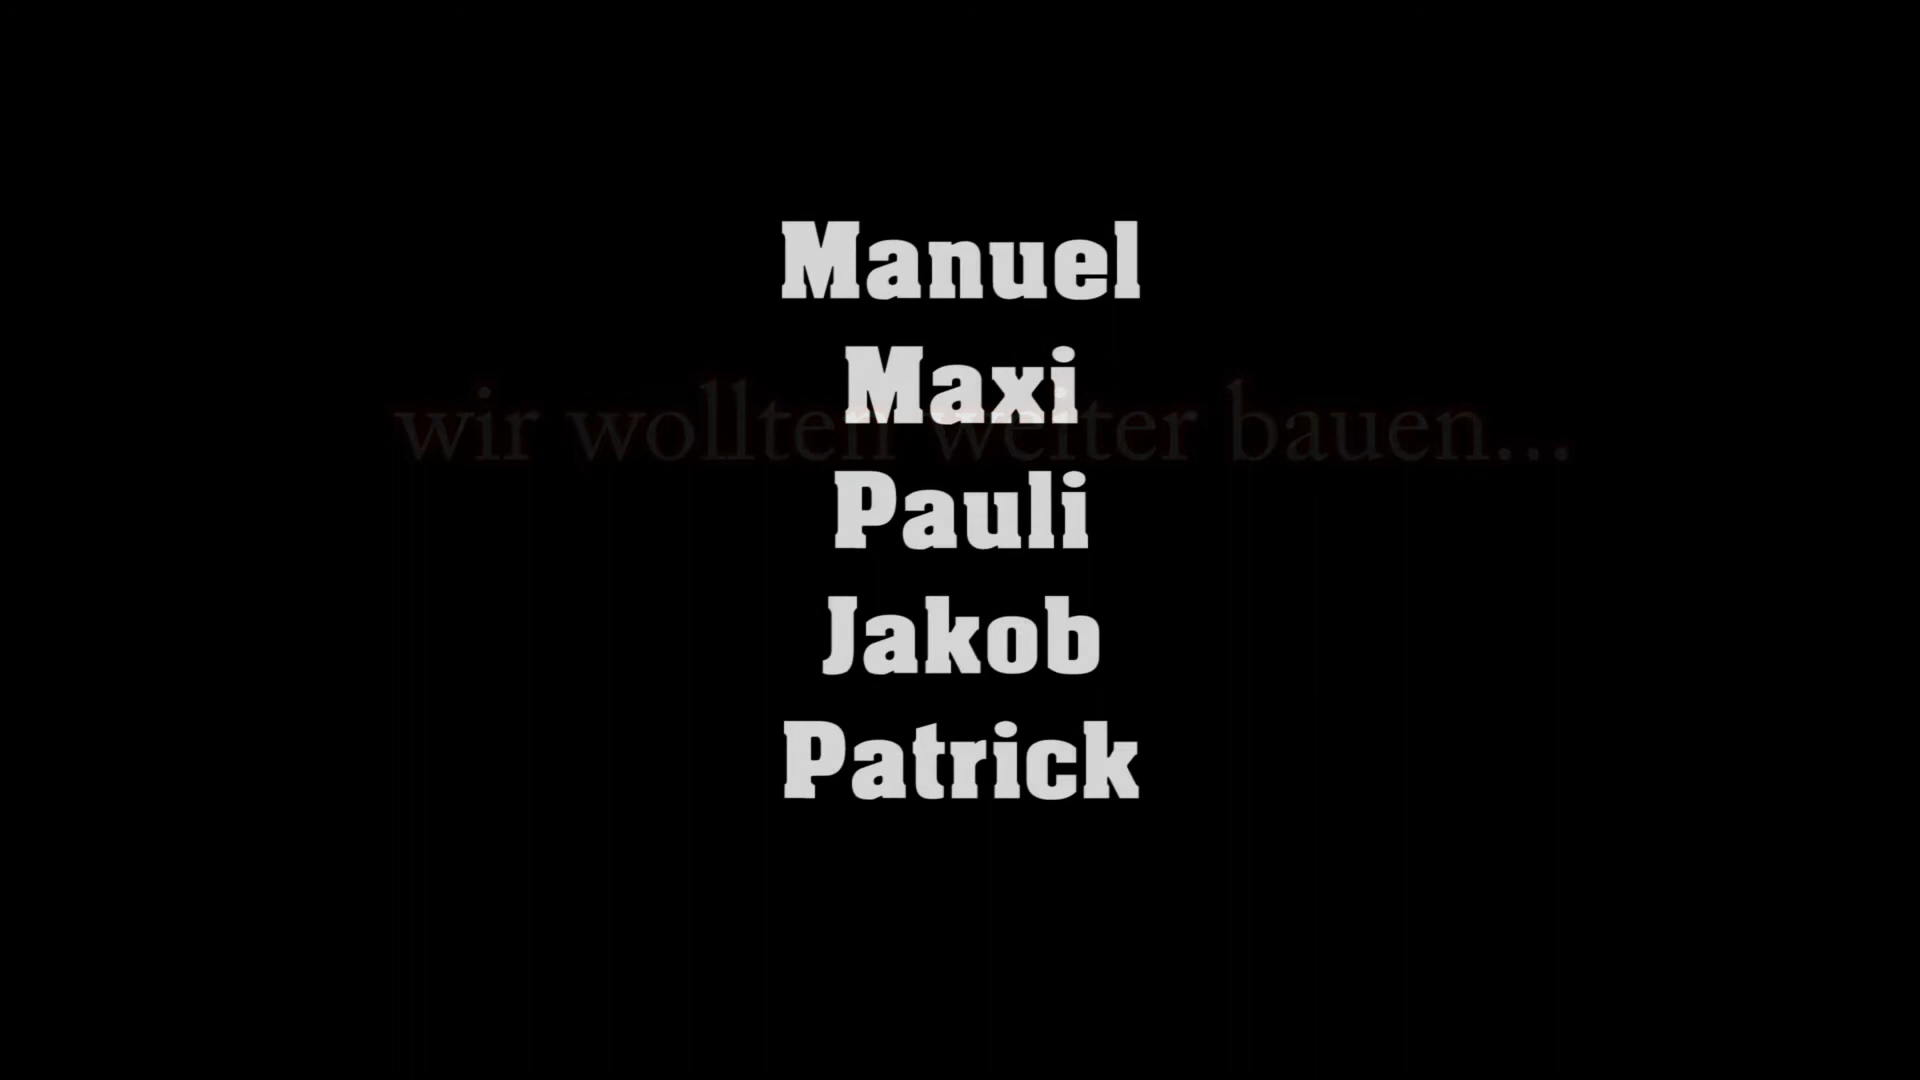 Manuel
Maxi
wir wollten weiter bauen...
Pauli
Jakob
Patrick